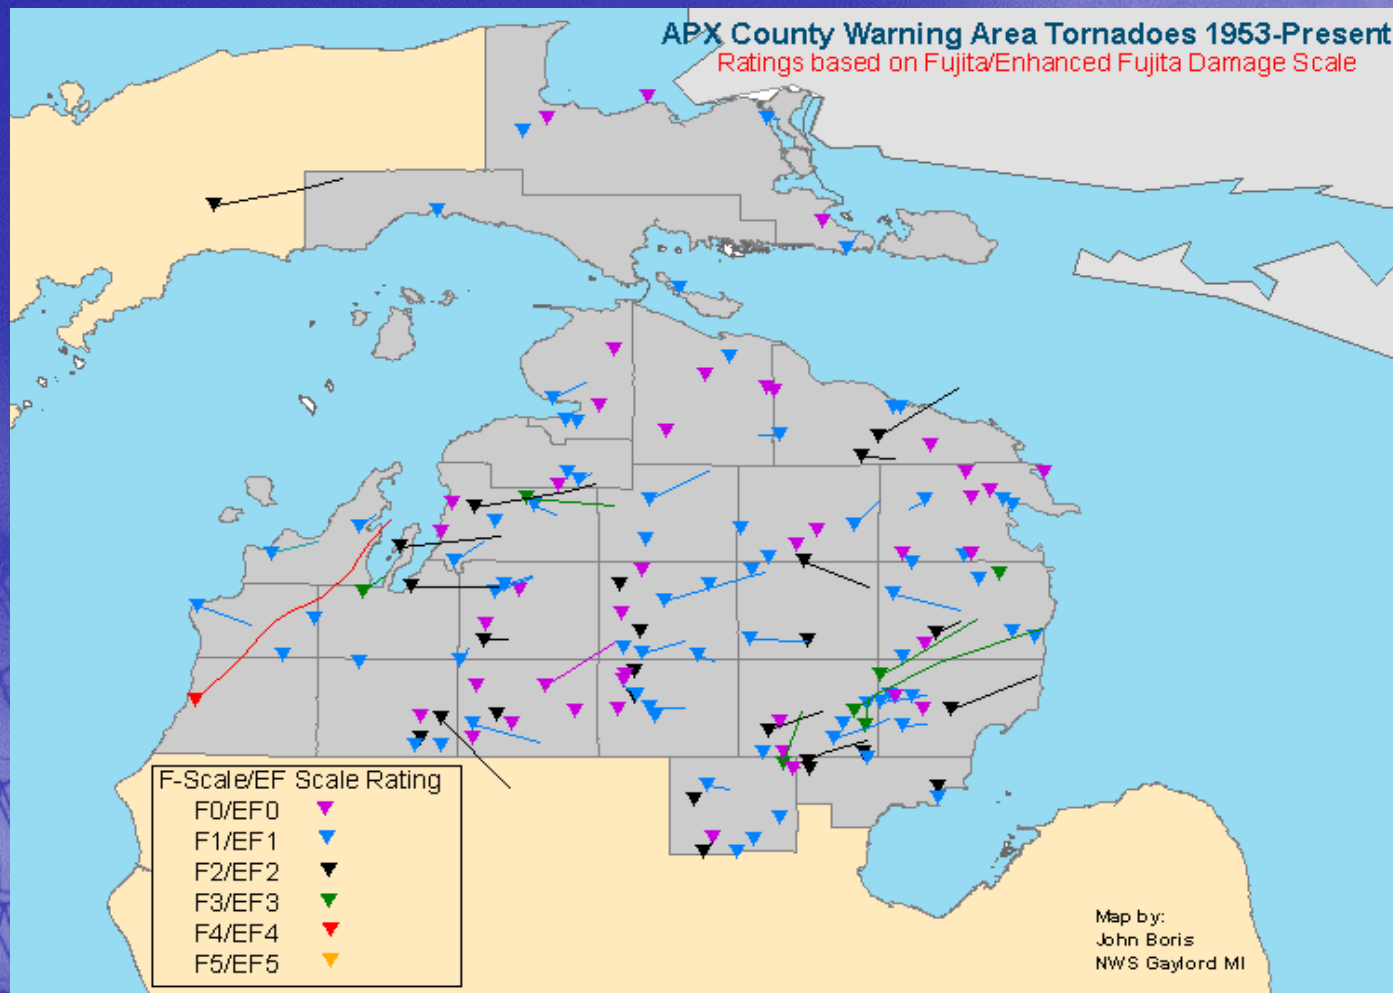 APX County Warning Area Tornadoes 1953-Present
Ratings based on Fujita/Enhanced Fujita Damage Scale
F-Scale/EF Scale Rating
F0/EF0
F1/EF1
F2/EF2
F3/EF3
F4/EF4
F5/EF5
Map by:
John Boris
NWS Gaylord MI